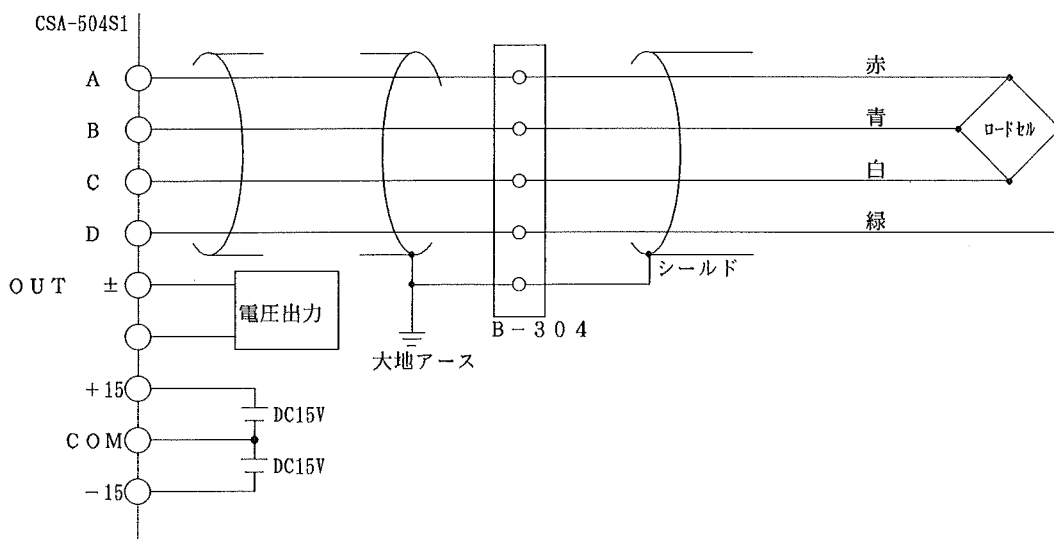 CSA-504S1
A
赤
B
青
ロードセル
C
白
D
緑
シールド
OUT ±
電圧出力
B-304
大地アース
+15
DC15V
COM
DC15V
-15